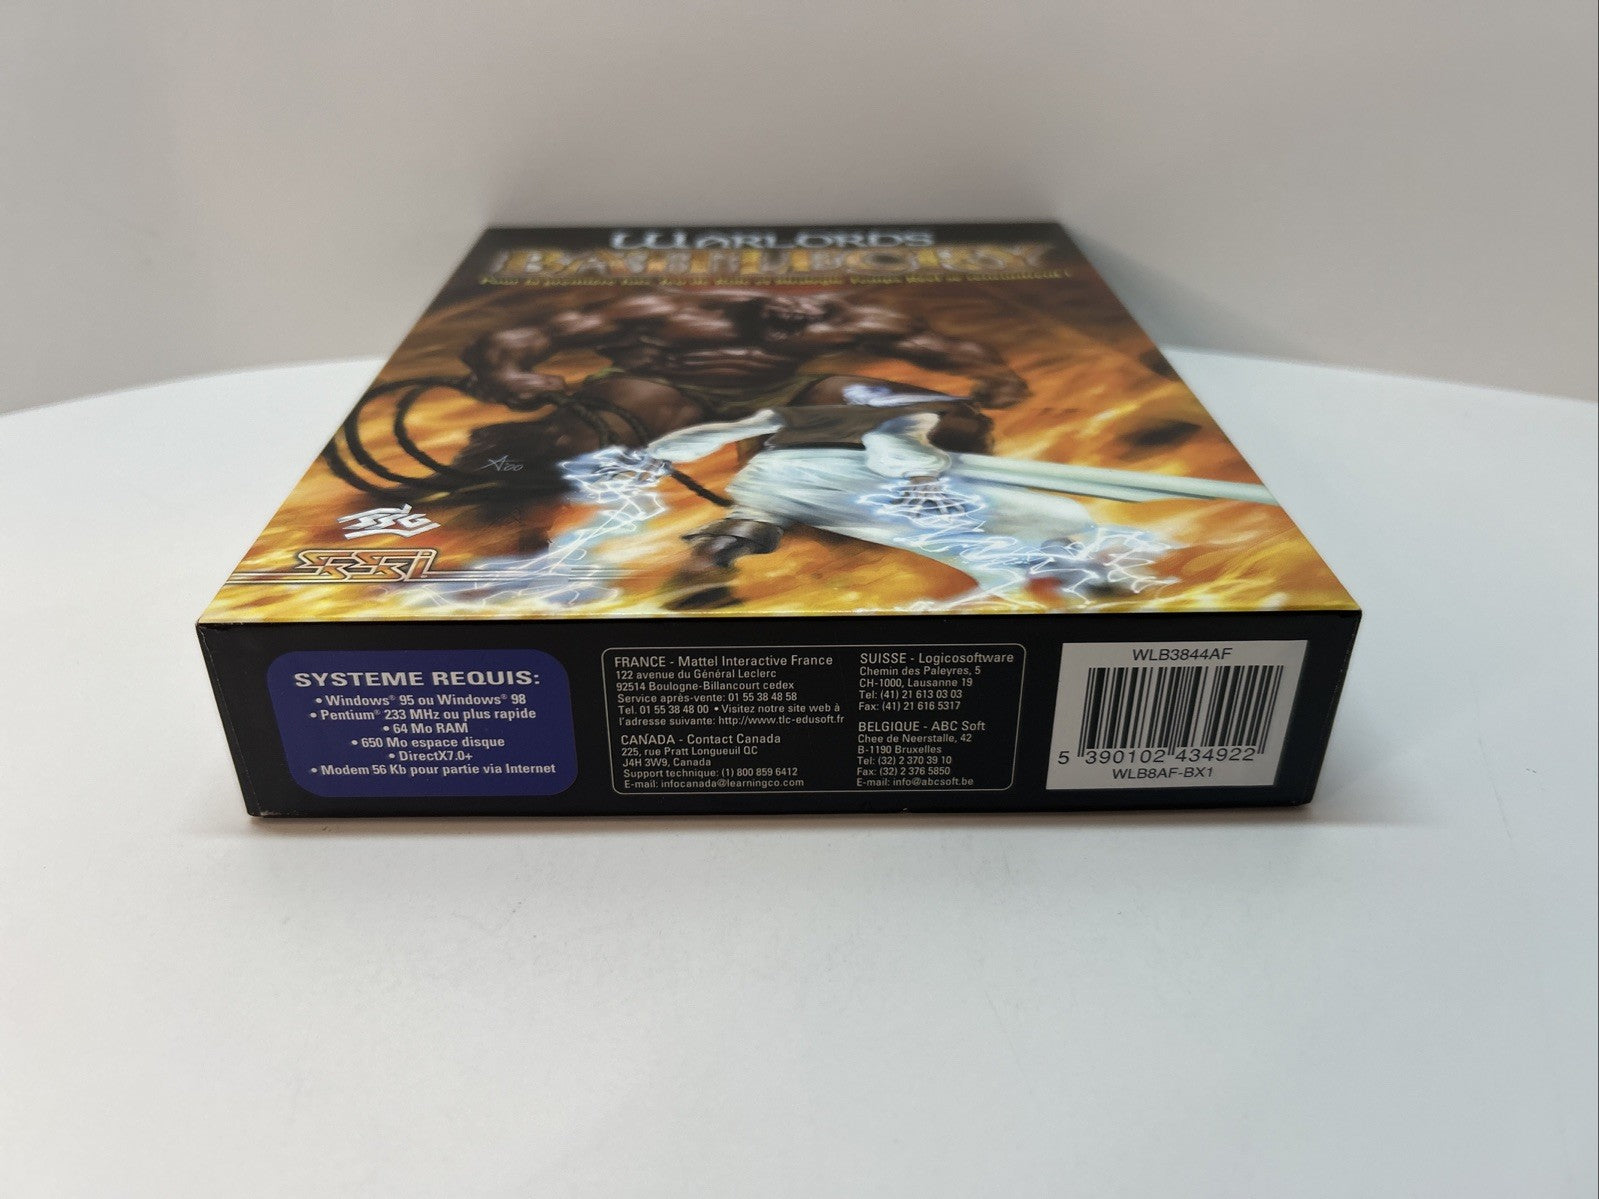 WARLORDS
BATTLECRY
Pour la première fois
SSG
SSI
SYSTEME REQUIS:
• Windows® 95 ou Windows® 98
• Pentium® 233 MHz ou plus rapide
• 64 Mo RAM
• 650 Mo espace disque
• DirectX7.0+
• Modem 56 Kb pour partie via Internet
FRANCE - Mattel Interactive France
122 avenue du Général Leclerc
92514 Boulogne-Billancourt cedex
Service après-vente: 01 55 38 48 58
Tel. 01 55 38 48 00 • Visitez notre site web à
l'adresse suivante: http://www.tlc-edusoft.fr
CANADA - Contact Canada
225, rue Pratt Longueuil QC
J4H 3W9, Canada
Support technique: (1) 800 859 6412
E-mail: infocanada@learningco.com
SUISSE - Logicosoftware
Chemin des Paleyres, 5
CH-1000, Lausanne 19
Tel: (41) 21 613 03 03
Fax: (41) 21 616 5317
BELGIQUE - ABC Soft
Chee de Neerstalle, 42
B-1190 Bruxelles
Tel: (32) 2 370 39 10
Fax: (32) 2 376 5850
E-mail: info@abcsoft.be
WLB3844AF
5 390102 434922
WLB8AF-BX1